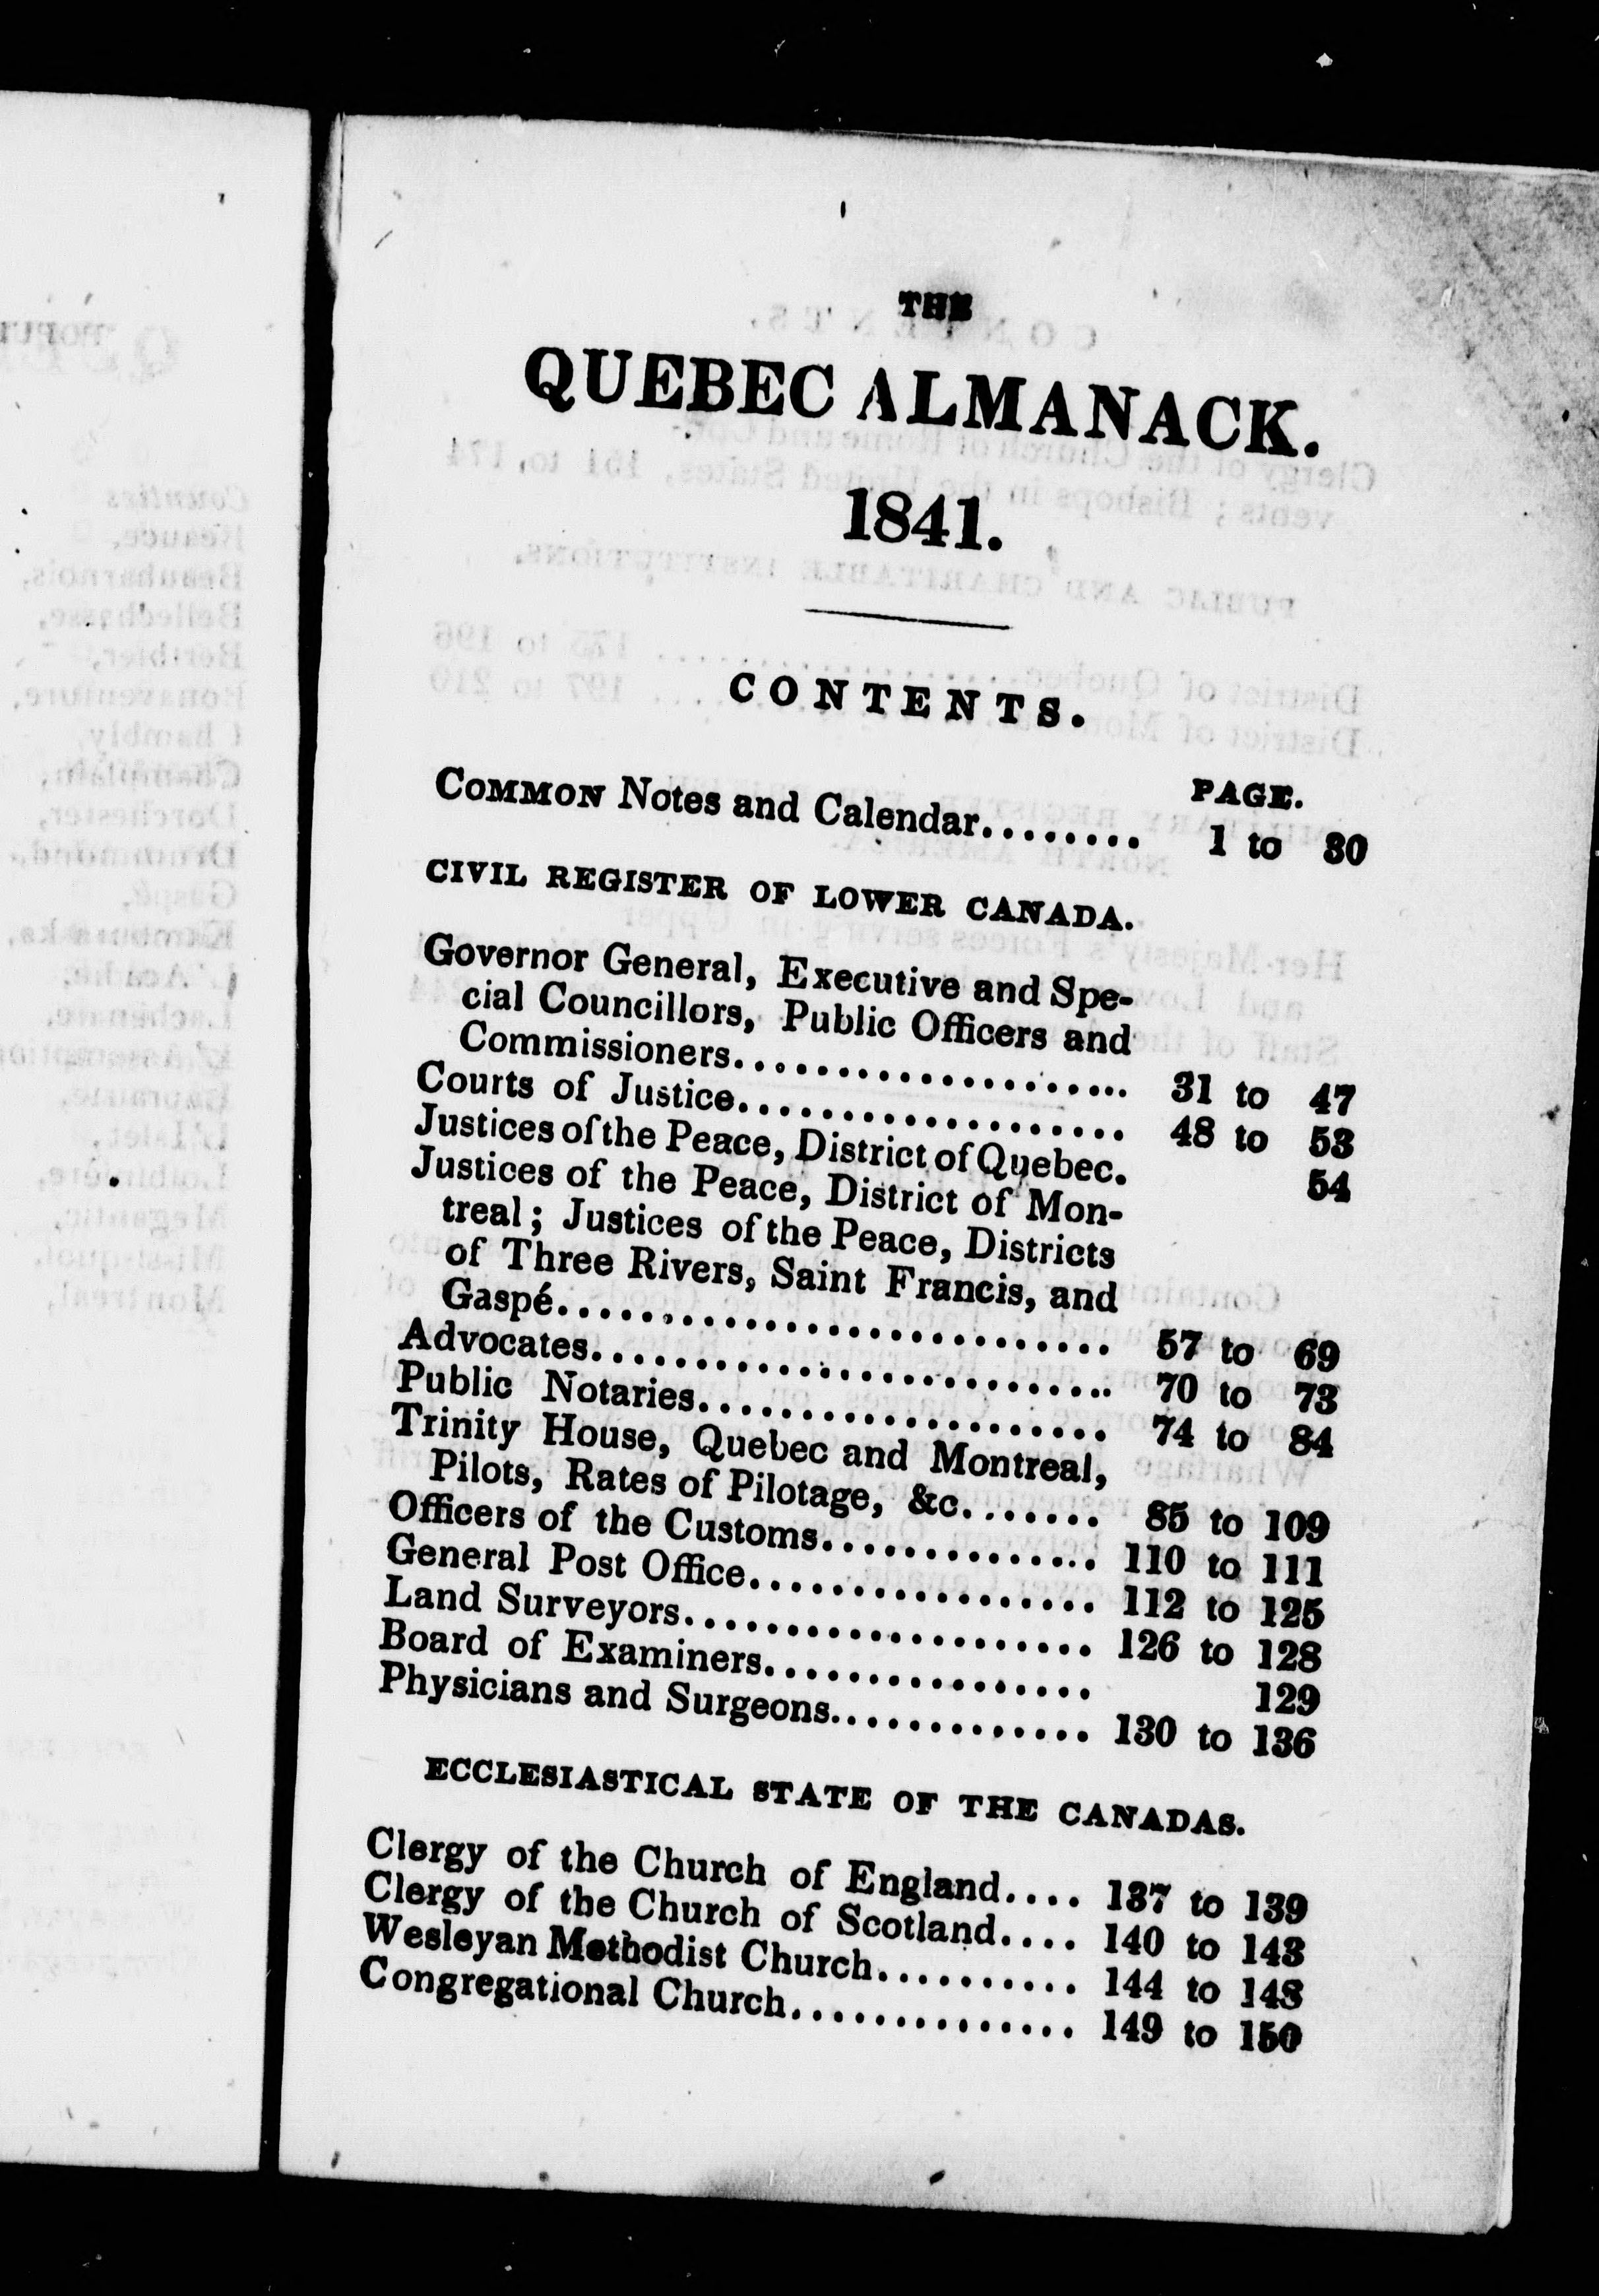 THE
QUEBEC ALMANACK.
1841.
CONTENTS.
PAGE.
COMMON Notes and Calendar........ 1 to 30
CIVIL REGISTER OF LOWER CANADA.
Governor General, Executive and Spe-
cial Councillors, Public Officers and
Commissioners.................... 31 to 47
Courts of Justice................... 48 to 53
Justices of the Peace, District of Quebec. 54
Justices of the Peace, District of Mon-
treal; Justices of the Peace, Districts
of Three Rivers, Saint Francis, and
Gaspé............................ 57 to 69
Advocates.......................... 70 to 73
Public Notaries.................... 74 to 84
Trinity House, Quebec and Montreal,
Pilots, Rates of Pilotage, &c....... 85 to 109
Officers of the Customs.............. 110 to 111
General Post Office................. 112 to 125
Land Surveyors.................... 126 to 128
Board of Examiners................ 129
Physicians and Surgeons............. 130 to 136
ECCLESIASTICAL STATE OF THE CANADAS.
Clergy of the Church of England.... 137 to 139
Clergy of the Church of Scotland.... 140 to 143
Wesleyan Methodist Church.......... 144 to 148
Congregational Church.............. 149 to 150